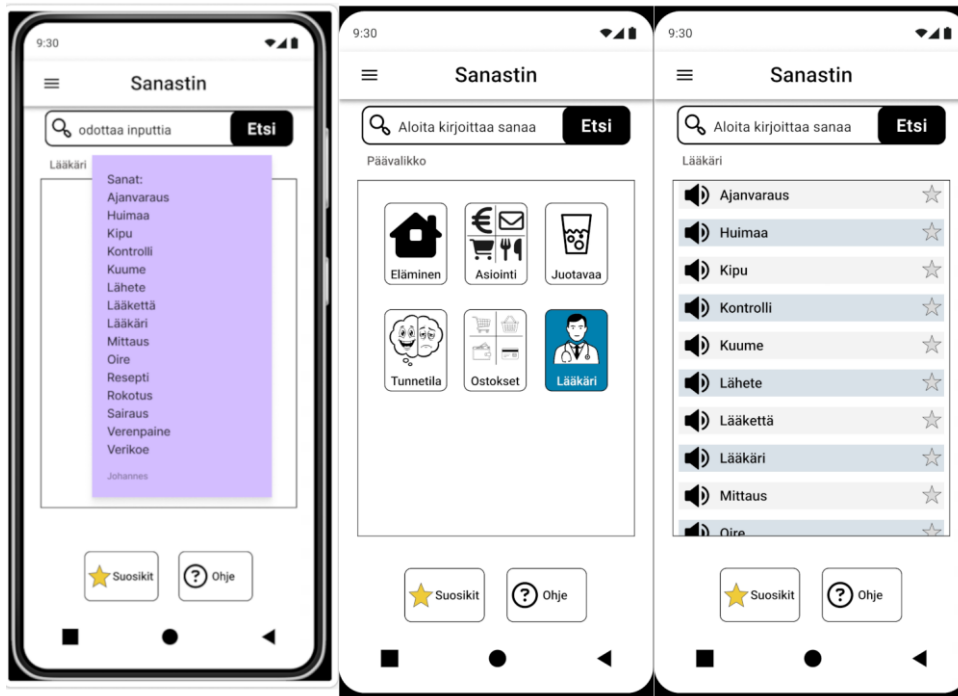 9:30
Sanastin
odottaa inputtia
Etsi
Lääkäri
Sanat:
Ajanvaraus
Huimaa
Kipu
Kontrolli
Kuume
Lähete
Lääkettä
Lääkäri
Mittaus
Oire
Resepti
Rokotus
Sairaus
Verenpaine
Verikoe
Johannes
Suosikit
Ohje
9:30
Sanastin
Aloita kirjoittaa sanaa
Etsi
Päävalikko
Eläminen
Asiointi
Juotavaa
Tunnetila
Ostokset
Lääkäri
Suosikit
Ohje
9:30
Sanastin
Aloita kirjoittaa sanaa
Etsi
Lääkäri
Ajanvaraus
Huimaa
Kipu
Kontrolli
Kuume
Lähete
Lääkettä
Lääkäri
Mittaus
Oire
Suosikit
Ohje